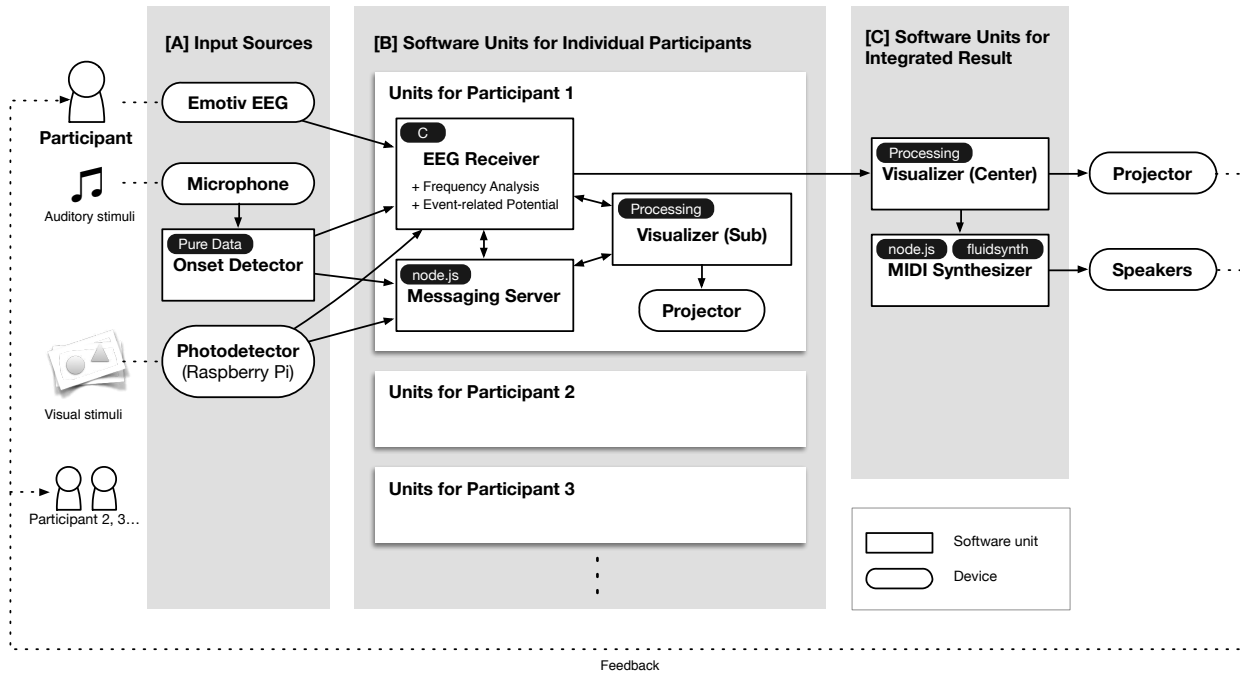 [A] Input Sources
[B] Software Units for Individual Participants
[C] Software Units for
Integrated Result
Participant
Emotiv EEG
Auditory stimuli
Microphone
Pure Data
Onset Detector
Visual stimuli
Photodetector
(Raspberry Pi)
Participant 2, 3…
Units for Participant 1
C
EEG Receiver
+ Frequency Analysis
+ Event-related Potential
node.js
Messaging Server
Processing
Visualizer (Sub)
Projector
Units for Participant 2
Units for Participant 3
Processing
Visualizer (Center)
node.js fluidsynth
MIDI Synthesizer
Projector
Speakers
Software unit
Device
Feedback